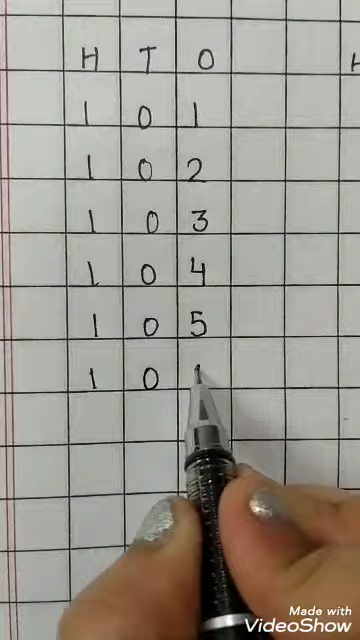 H T O H
1 0 1
1 0 2
1 0 3
1 0 4
1 0 5
1 0
Made with
VideoShow